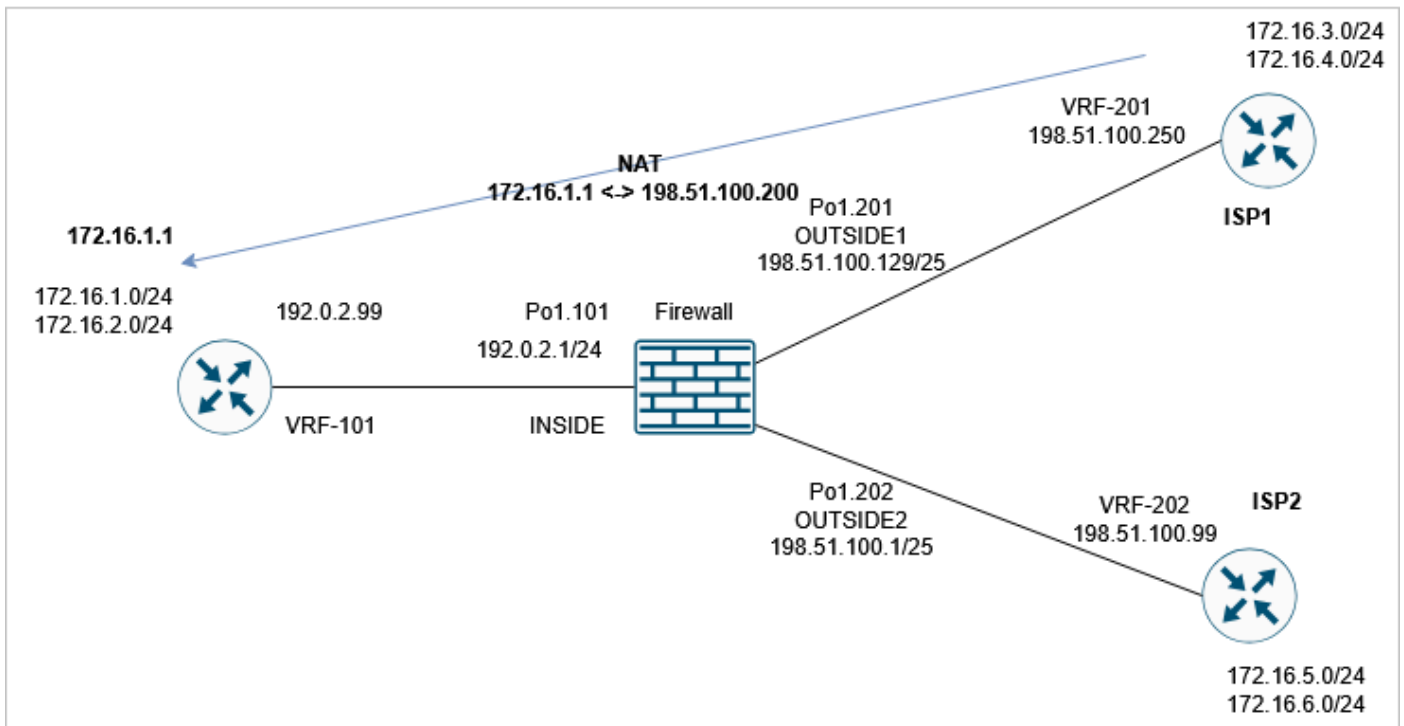 172.16.3.0/24
172.16.4.0/24
VRF-201
198.51.100.250
NAT
172.16.1.1 <-> 198.51.100.200
Po1.201
OUTSIDE1
198.51.100.129/25
ISP1
172.16.1.1
172.16.1.0/24
172.16.2.0/24
192.0.2.99
Po1.101
Firewall
192.0.2.1/24
VRF-101
INSIDE
Po1.202
OUTSIDE2
198.51.100.1/25
VRF-202
198.51.100.99
ISP2
172.16.5.0/24
172.16.6.0/24